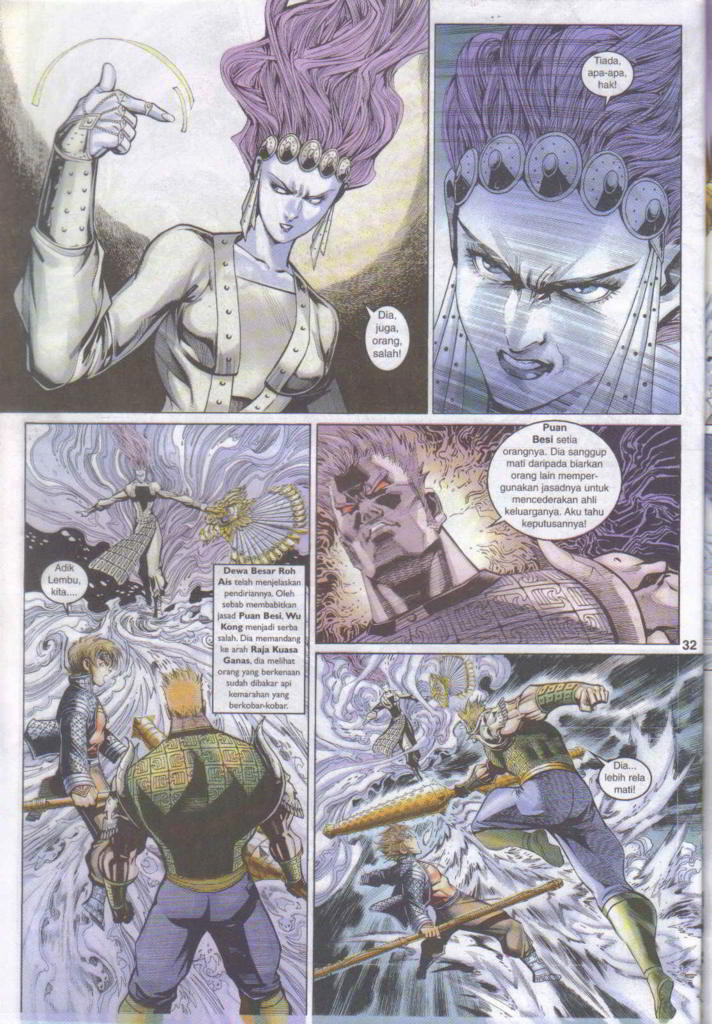 Dia,
juga,
orang,
salah!
Tiada,
apa-apa,
hak!
Adik
Lembu,
kita....
Dewa Besar Roh
Ais telah menjelaskan
pendiriannya. Oleh
sebab membabitkan
jasad Puan Besi, Wu
Kong menjadi serba
salah. Dia memandang
ke arah Raja Kuasa
Ganas, dia melihat
orang yang berkenaan
sudah dibakar api
kemarahan yang
berkobar-kobar.
Puan
Besi setia
orangnya. Dia sanggup
mati daripada biarkan
orang lain memper-
gunakan jasadnya untuk
mencederakan ahli
keluarganya. Aku tahu
keputusannya!
32
Dia...
lebih rela
mati!